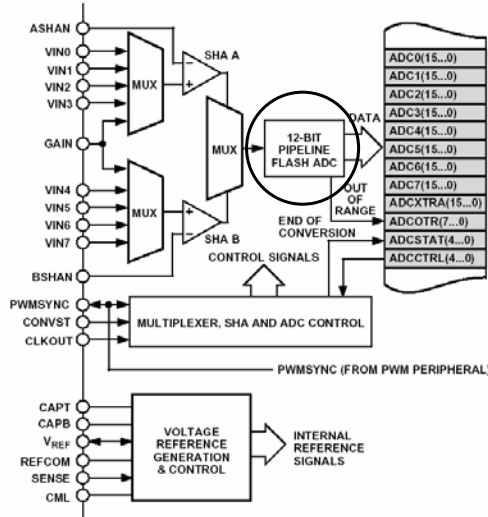 ASHAN
VIN0
VIN1
VIN2
VIN3
GAIN
VIN4
VIN5
VIN6
VIN7
BSHAN
PWMSYNC
CONVST
CLKOUT
CAPT
CAPB
VREF
REFCOM
SENSE
CML
MUX
MUX
SHA A
SHA B
MUX
12-BIT
PIPELINE
FLASH ADC
DATA
OUT OF
RANGE
END OF
CONVERSION
CONTROL SIGNALS
MULTIPLEXER, SHA AND ADC CONTROL
PWMSYNC (FROM PWM PERIPHERAL)
VOLTAGE
REFERENCE
GENERATION
& CONTROL
INTERNAL
REFERENCE
SIGNALS
ADC0(15...0)
ADC1(15...0)
ADC2(15...0)
ADC3(15...0)
ADC4(15...0)
ADC5(15...0)
ADC6(15...0)
ADC7(15...0)
ADCXTRA(15...0)
ADCOTR(7...0)
ADCSTAT(4...0)
ADCCTRL(4...0)